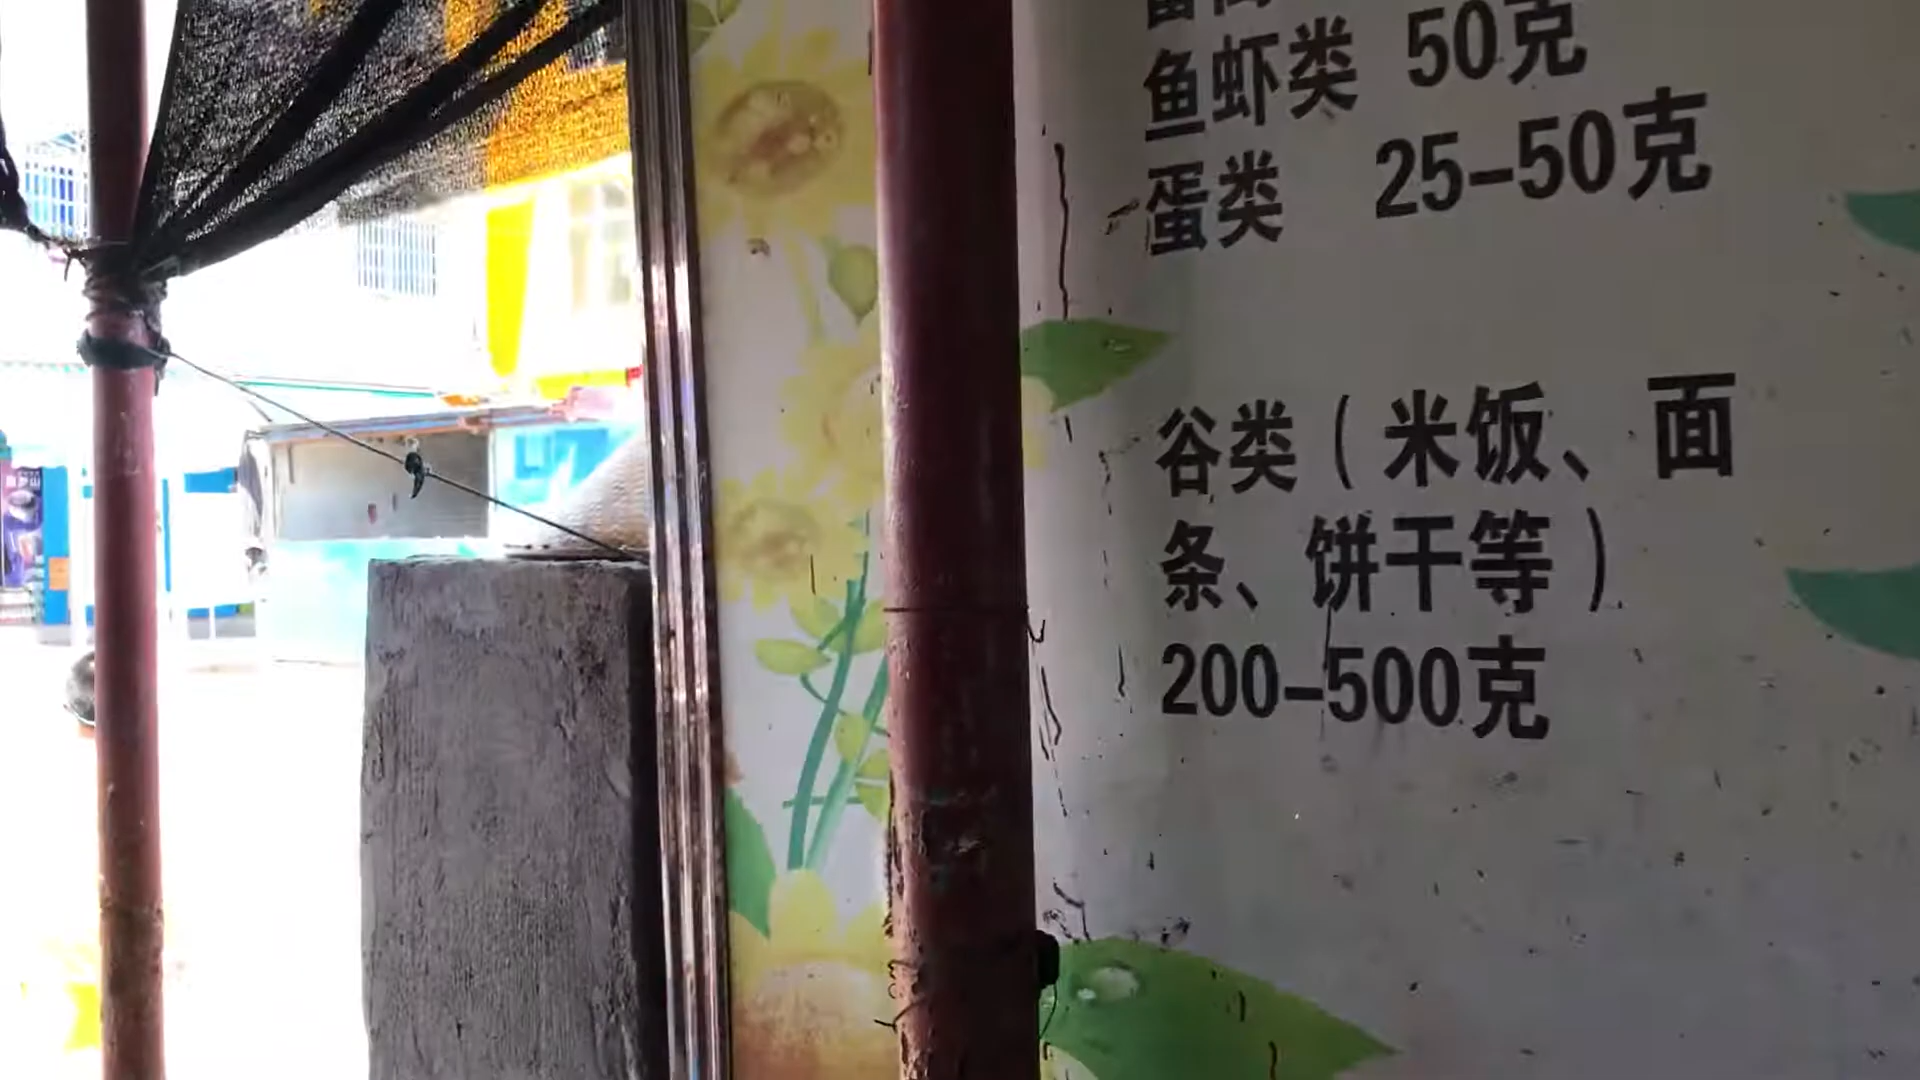 鱼虾类 50克
蛋类 25-50克
谷类（米饭、面
条、饼干等）
200-500克